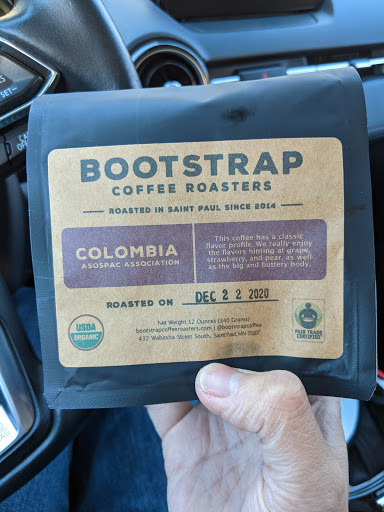 BOOTSTRAP
COFFEE ROASTERS
ROASTED IN SAINT PAUL SINCE 2014
COLOMBIA
ASOSPAC ASSOCIATION
This coffee has a classic
flavor profile. We really enjoy
the flavors hinting at grape,
strawberry, and pear, as well
as the big and buttery body.
ROASTED ON DEC 2 2 2020
USDA
ORGANIC
Net Weight 12 Ounces (340 Grams)
bootstrapcoffeeroasters.com | @bootstrapcoffee
432 Wabasha Street South, Saint Paul, MN
FAIR TRADE
CERTIFIED
SET